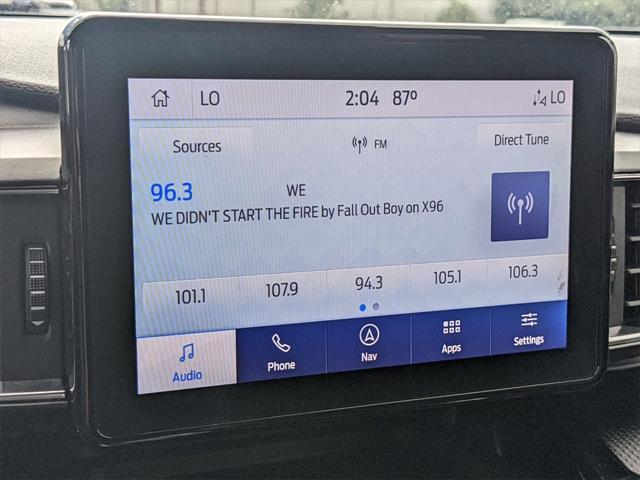 LO 2:04 87° LO
Sources FM Direct Tune
96.3 WE
WE DIDN'T START THE FIRE by Fall Out Boy on X96
101.1 107.9 94.3 105.1 106.3
Audio Phone Nav Apps Settings